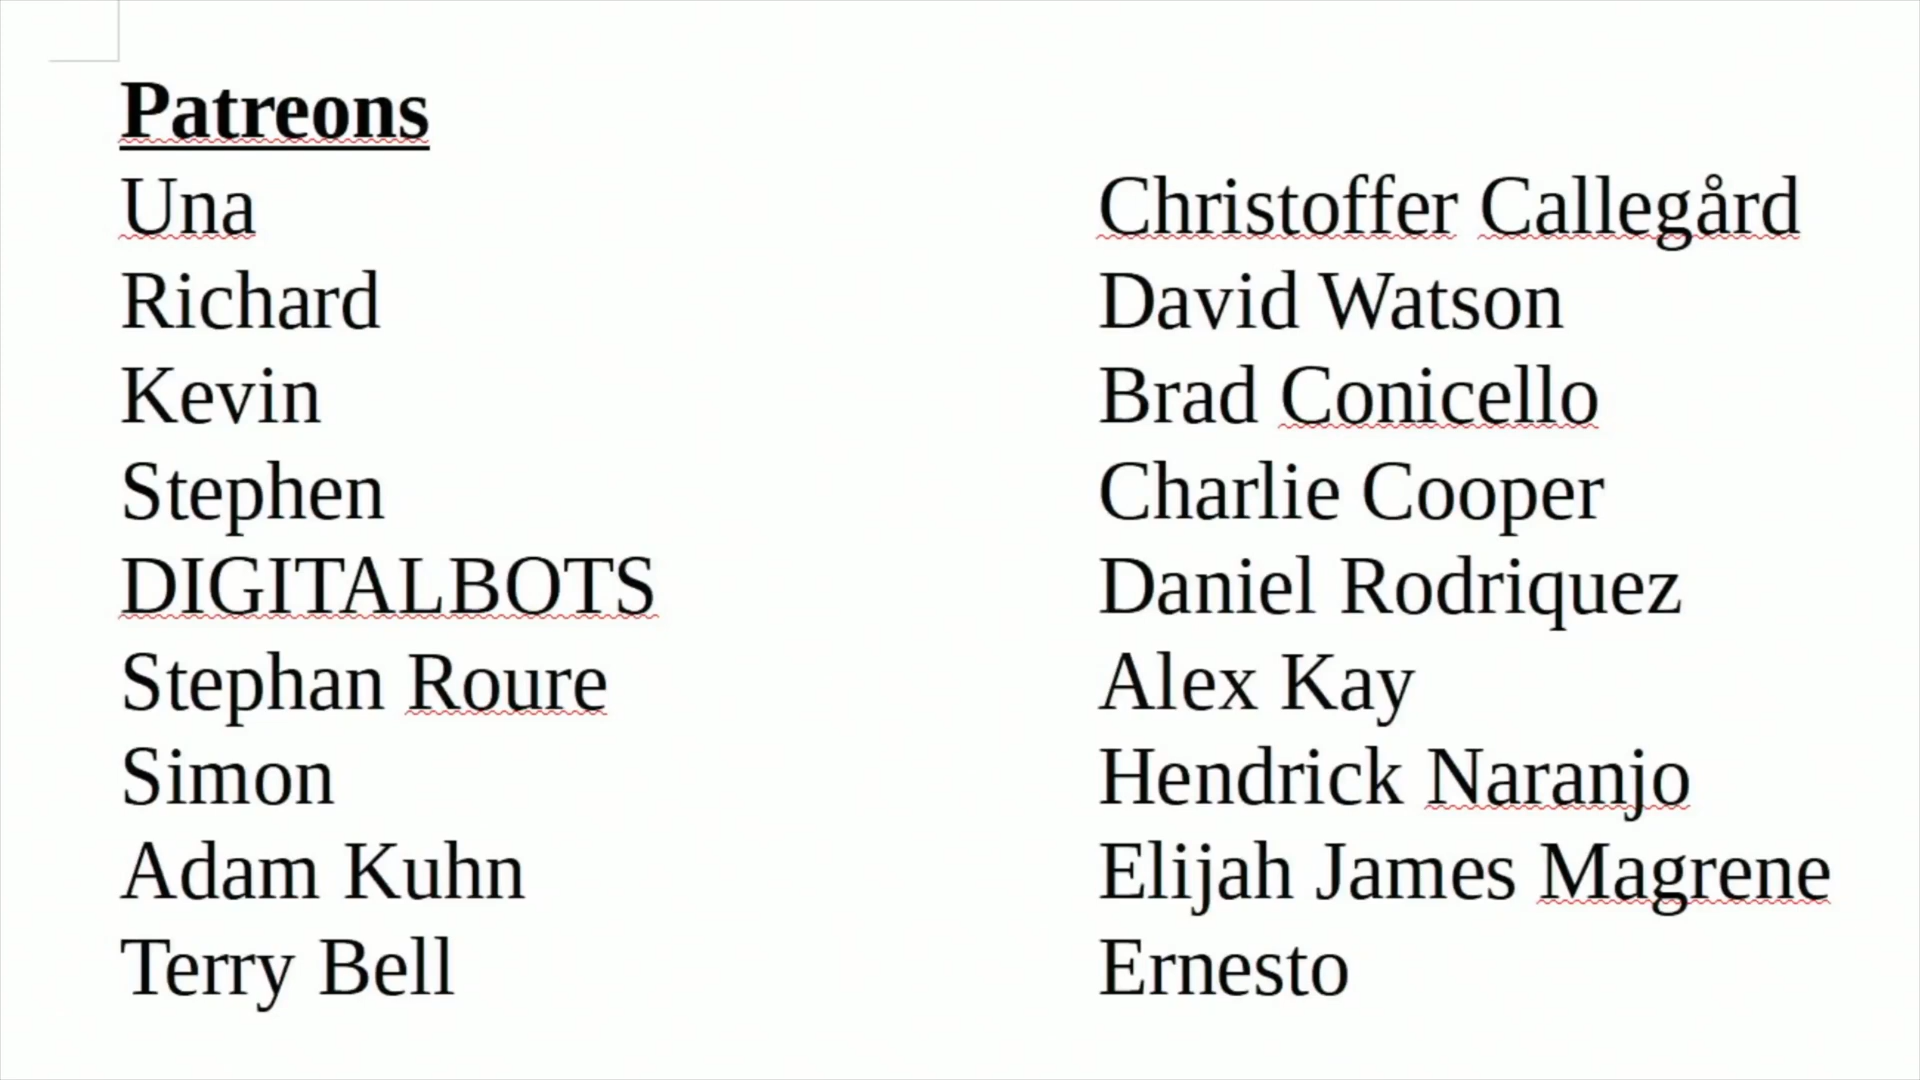 Patreons
Una
Richard
Kevin
Stephen
DIGITALBOTS
Stephan Roure
Simon
Adam Kuhn
Terry Bell
Christoffer Callegård
David Watson
Brad Conicello
Charlie Cooper
Daniel Rodriquez
Alex Kay
Hendrick Naranjo
Elijah James Magrene
Ernesto